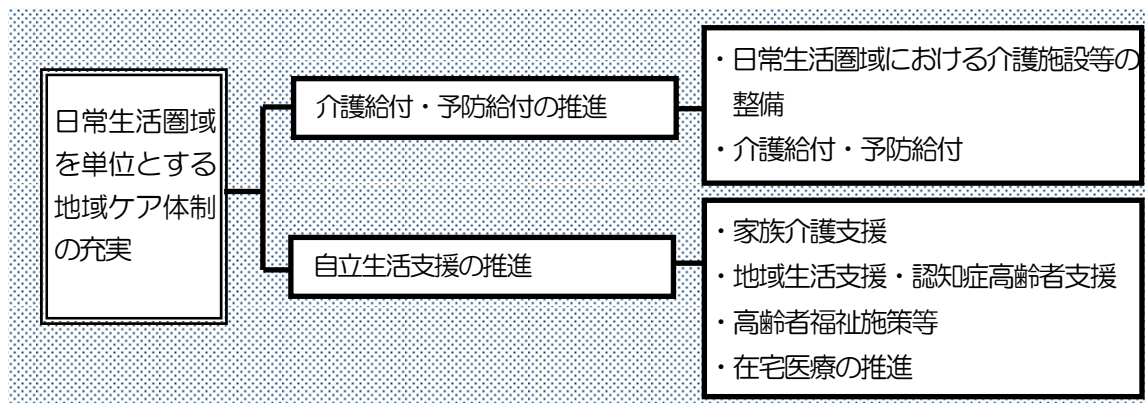 日常生活圏域
を単位とする
地域ケア体制
の充実
介護給付・予防給付の推進
・日常生活圏域における介護施設等の
整備
・介護給付・予防給付
自立生活支援の推進
・家族介護支援
・地域生活支援・認知症高齢者支援
・高齢者福祉施策等
・在宅医療の推進